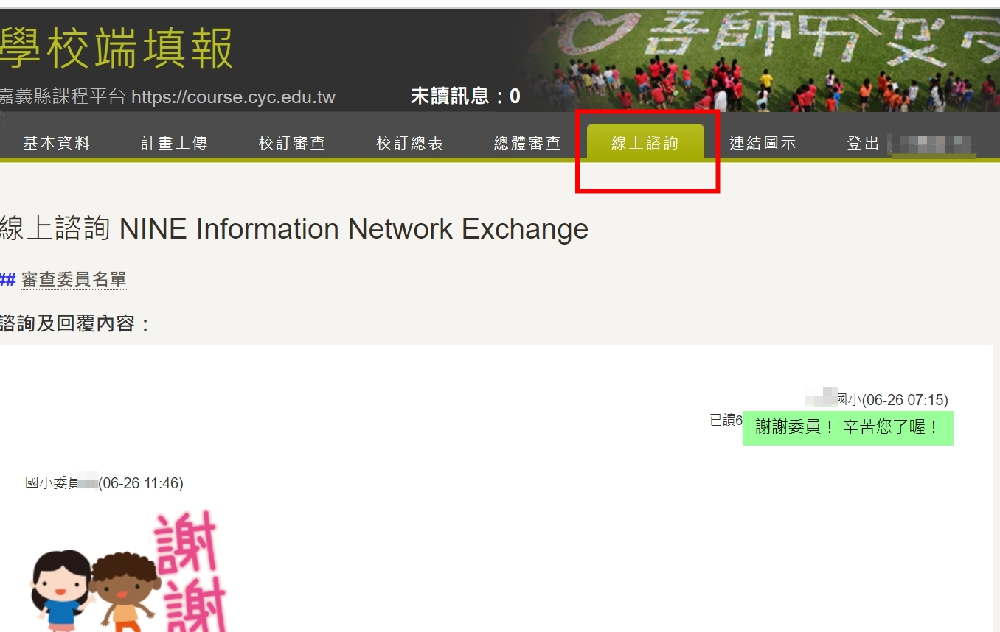 學校端填報
嘉義縣課程平台 https://course.cyc.edu.tw
未讀訊息：0
基本資料 計畫上傳 校訂審查 校訂總表 總體審查 線上諮詢 連結圖示 登出
線上諮詢 NINE Information Network Exchange
## 審查委員名單
諮詢及回覆內容：
國小(06-26 07:15)
已讀6
謝謝委員！ 辛苦您了喔！
國小委員(06-26 11:46)
謝謝